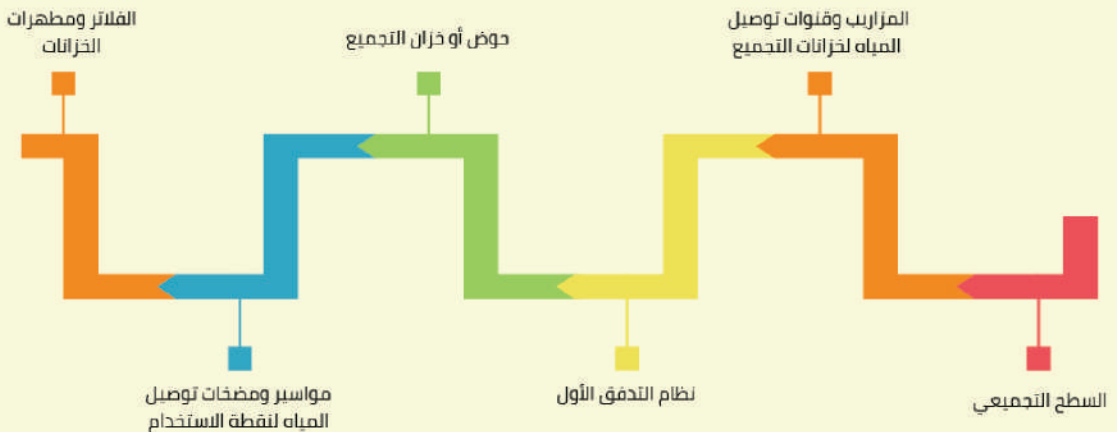 السطح التجميعي
المزاريب وقنوات توصيل
المياه لخزانات التجميع
نظام التدفق الأول
حوض أو خزان التجميع
مواسير ومضخات توصيل
المياه لنقطة الاستخدام
الفلاتر ومطهرات
الخزانات